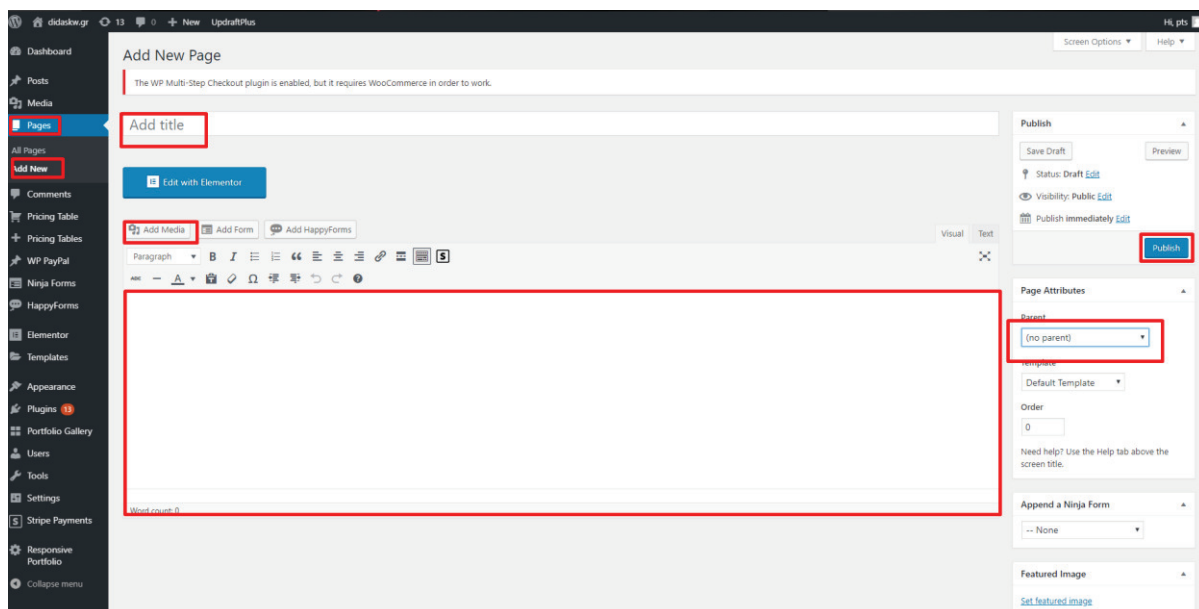 didaskw.gr 13 0 + New UpdraftPlus Hi, pts
Screen Options ▼ Help ▼
Dashboard
Posts
Media
Pages
All Pages
Add New
Comments
Pricing Table
Pricing Tables
WP PayPal
Ninja Forms
HappyForms
Elementor
Templates
Appearance
Plugins 13
Portfolio Gallery
Users
Tools
Settings
S Stripe Payments
Responsive
Portfolio
Collapse menu
Add New Page
The WP Multi-Step Checkout plugin is enabled, but it requires WooCommerce in order to work.
Add title
Edit with Elementor
Add Media Add Form Add HappyForms
Visual Text
Paragraph B I S
ABC A Ω
Word count: 0
Publish
Save Draft Preview
Status: Draft Edit
Visibility: Public Edit
Publish immediately Edit
Publish
Page Attributes
Parent
(no parent)
Template
Default Template
Order
0
Need help? Use the Help tab above the
screen title.
Append a Ninja Form
-- None
Featured Image
Set featured image